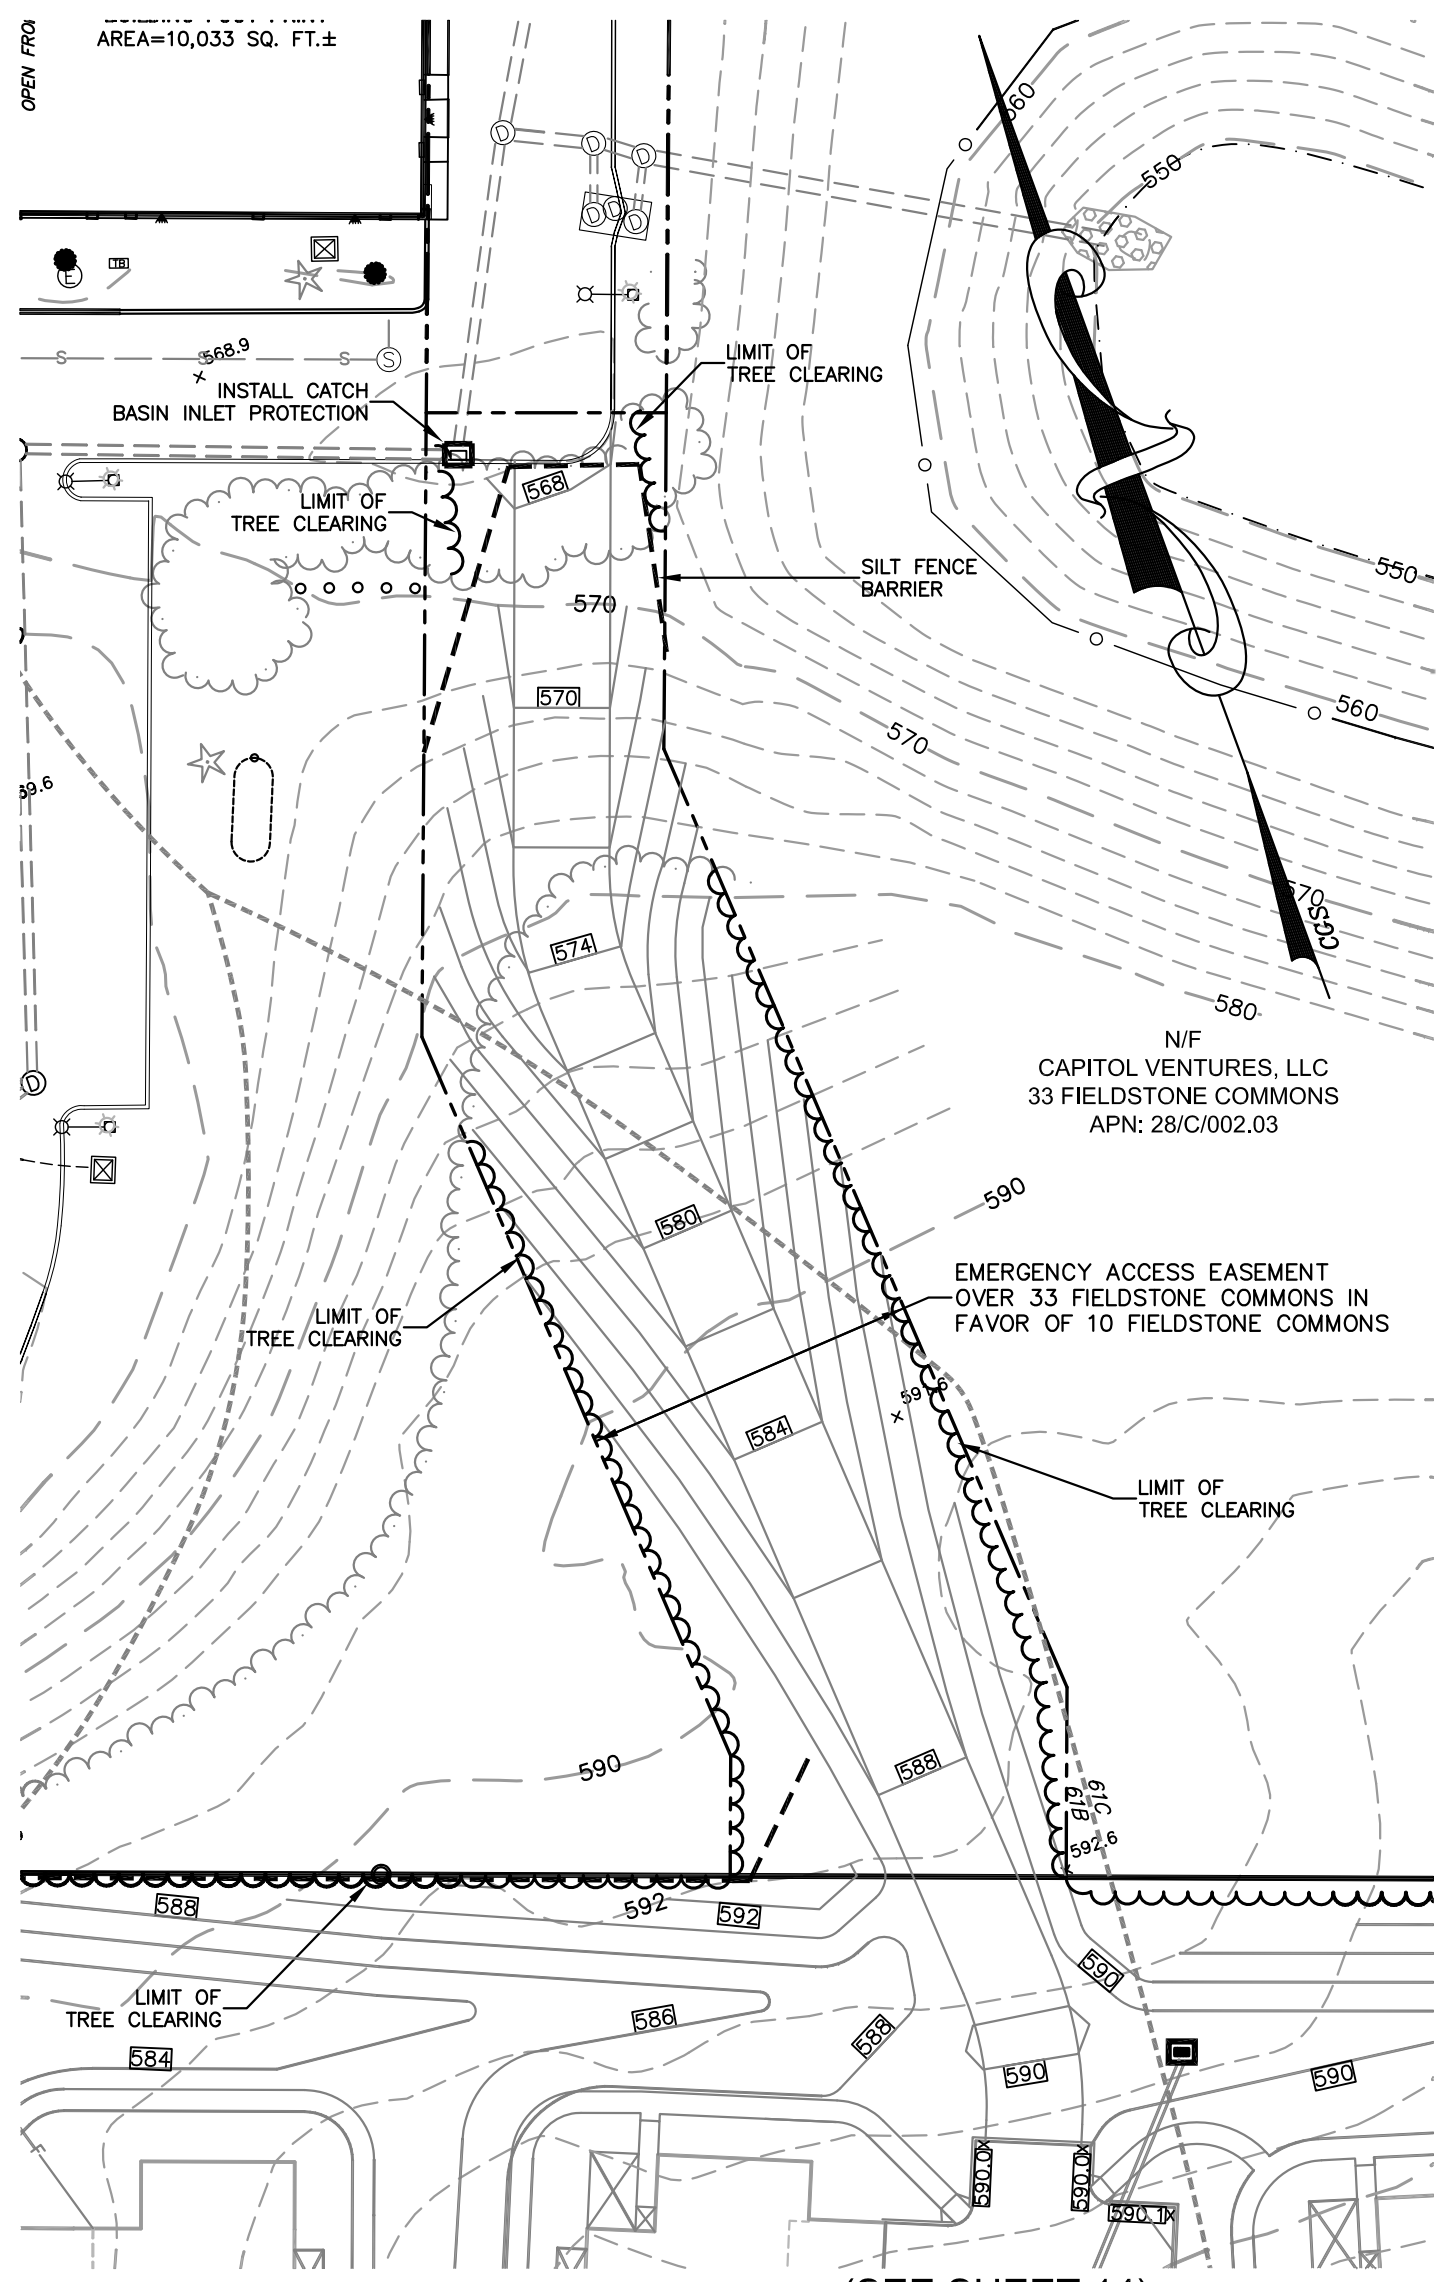 OPEN FRO
AREA=10,033 SQ. FT.±
D
D
D
D
D
D
560
550
E
TB
568.9
S
S
S
S
INSTALL CATCH
BASIN INLET PROTECTION
LIMIT OF
TREE CLEARING
568
LIMIT OF
TREE CLEARING
SILT FENCE
BARRIER
550
570
570
560
570
69.6
570
574
CGS
580
N/F
CAPITOL VENTURES, LLC
33 FIELDSTONE COMMONS
APN: 28/C/002.03
D
590
580
EMERGENCY ACCESS EASEMENT
OVER 33 FIELDSTONE COMMONS IN
FAVOR OF 10 FIELDSTONE COMMONS
LIMIT OF
TREE CLEARING
584
LIMIT OF
TREE CLEARING
590
588
61B
61C
592.6
588
592
592
590
LIMIT OF
TREE CLEARING
586
588
584
590
590
590.0X
590.0X
590.1X